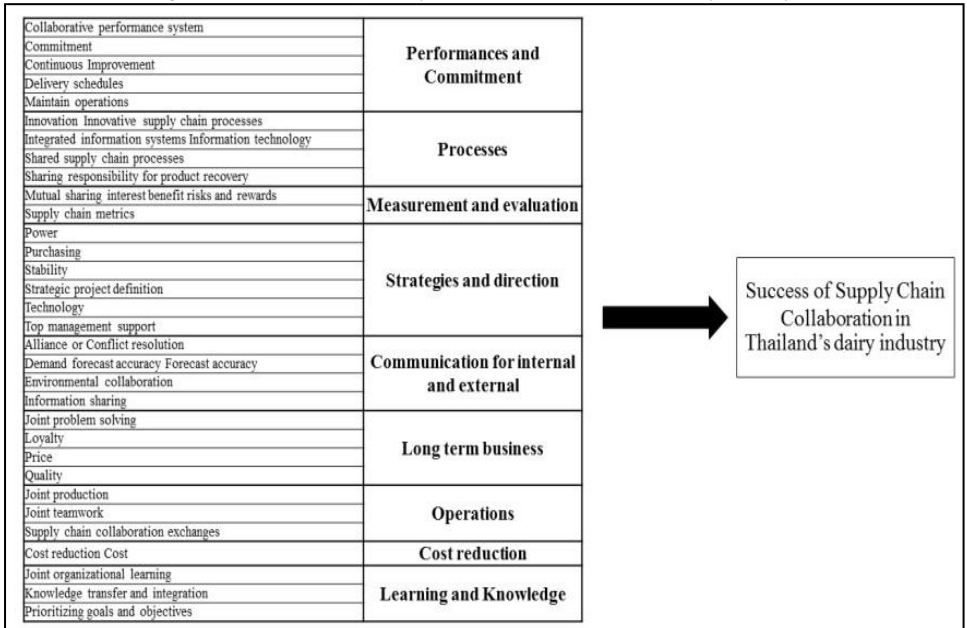 Collaborative performance system
Commitment
Continuous Improvement
Delivery schedules
Maintain operations
Performances and
Commitment
Innovation Innovative supply chain processes
Integrated information systems Information technology
Shared supply chain processes
Sharing responsibility for product recovery
Processes
Mutual sharing interest benefit risks and rewards
Supply chain metrics
Measurement and evaluation
Power
Purchasing
Stability
Strategic project definition
Technology
Top management support
Strategies and direction
Alliance or Conflict resolution
Demand forecast accuracy Forecast accuracy
Environmental collaboration
Information sharing
Communication for internal
and external
Joint problem solving
Loyalty
Price
Quality
Long term business
Joint production
Joint teamwork
Supply chain collaboration exchanges
Operations
Cost reduction Cost
Cost reduction
Joint organizational learning
Knowledge transfer and integration
Prioritizing goals and objectives
Learning and Knowledge
Success of Supply Chain
Collaboration in
Thailand's dairy industry